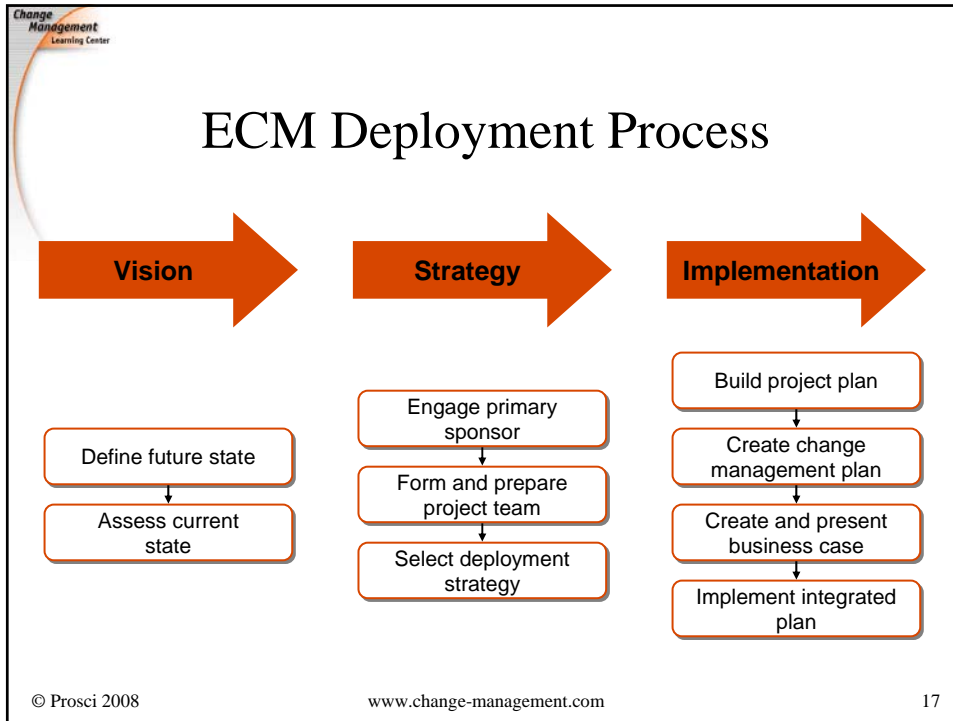 Change
Management
Learning Center
ECM Deployment Process
Vision
Define future state
Assess current
state
Strategy
Engage primary
sponsor
Form and prepare
project team
Select deployment
strategy
Implementation
Build project plan
Create change
management plan
Create and present
business case
Implement integrated
plan
© Prosci 2008
www.change-management.com
17